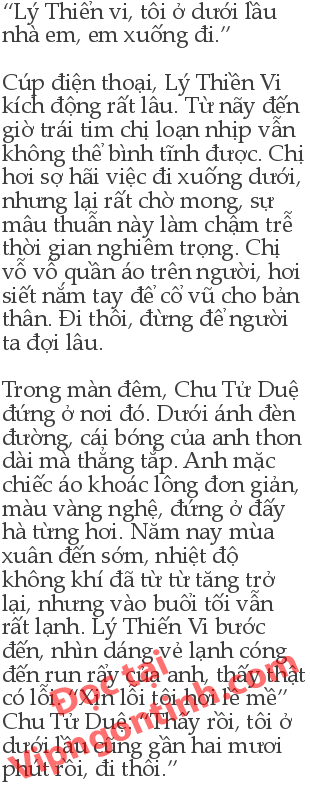 “Lý Thiển vi, tôi ở dưới lầu
nhà em, em xuống đi.”
Cúp điện thoại, Lý Thiền Vi
kích động rất lâu. Từ nãy đến
giờ trái tim chị loạn nhịp vẫn
không thể bình tĩnh được. Chị
hơi sợ hãi việc đi xuống dưới,
nhưng lại rất chờ mong, sự
mâu thuẫn này làm chậm trễ
thời gian nghiêm trọng. Chị
vỗ vỗ quần áo trên người, hơi
siết nắm tay để cổ vũ cho bản
thân. Đi thôi, đừng để người
ta đợi lâu.
Trong màn đêm, Chu Tử Duệ
đứng ở nơi đó. Dưới ánh đèn
đường, cái bóng của anh thon
dài mà thẳng tắp. Anh mặc
chiếc áo khoác lông đơn giản,
màu vàng nghệ, đứng ở đấy
hà từng hơi. Năm nay mùa
xuân đến sớm, nhiệt độ
không khí đã từ từ tăng trở
lại, nhưng vào buổi tối vẫn
rất lạnh. Lý Thiến Vi bước
đến, nhìn dáng vẻ lạnh cóng
đến run rẩy của anh, thấy thật
có lỗi. “Xin lỗi tôi hơi lề mề”
Chu Tử Duệ: “Thấy rồi, tôi ở
dưới lầu cũng gần hai mươi
phút rồi, đi thôi.”
Đọc tại
Vipngontinh.com